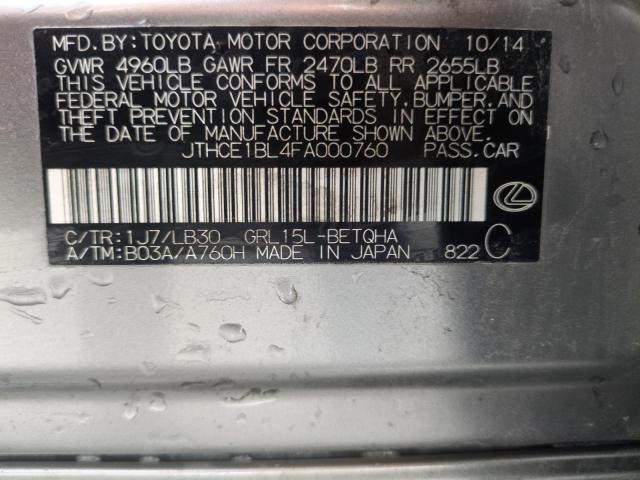 MFD.BY:TOYOTA MOTOR CORPORATION 10/14
GVWR 4960LB GAWR FR 2470LB RR 2655LB
THIS VEHICLE CONFORMS TO ALL APPLICABLE
FEDERAL MOTOR VEHICLE SAFETY,BUMPER,AND
THEFT PREVENTION STANDARDS IN EFFECT ON
THE DATE OF MANUFACTURE SHOWN ABOVE.
JTHCE1BL4FA000760 PASS.CAR
C/TR:1J7/LB30 GRL15L-BETQHA
A/TM:B03A/A760H MADE IN JAPAN 822 C